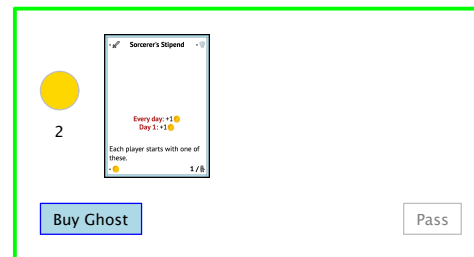 Sorcerer's Stipend
2
Every day: +1
Day 1: +1
Each player starts with one of
these.
1 /
Buy Ghost
Pass